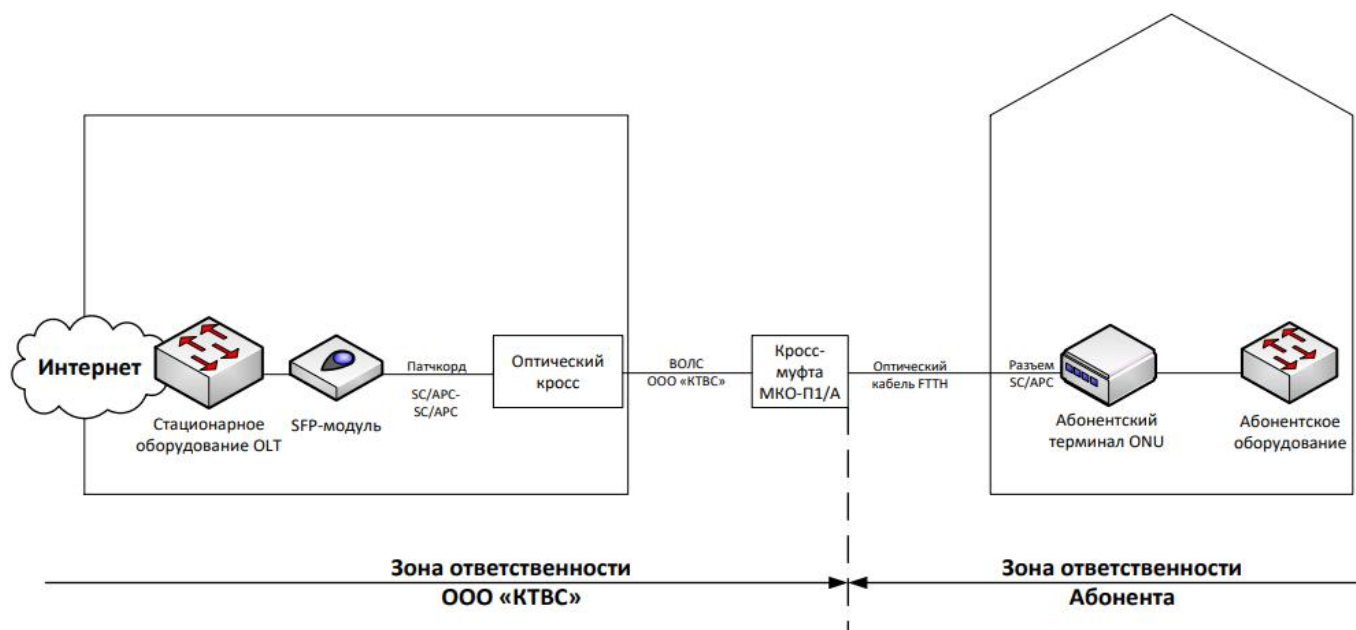 Интернет
Стационарное
оборудование OLT
SFP-модуль
Патчкорд
SC/APC-
SC/APC
Оптический
кросс
ВОЛС
ООО «КТВС»
Кросс-
муфта
МКО-П1/А
Оптический
кабель FTTH
Разъем
SC/APC
Абонентский
терминал ONU
Абонентское
оборудование
Зона ответственности
ООО «КТВС»
Зона ответственности
Абонента